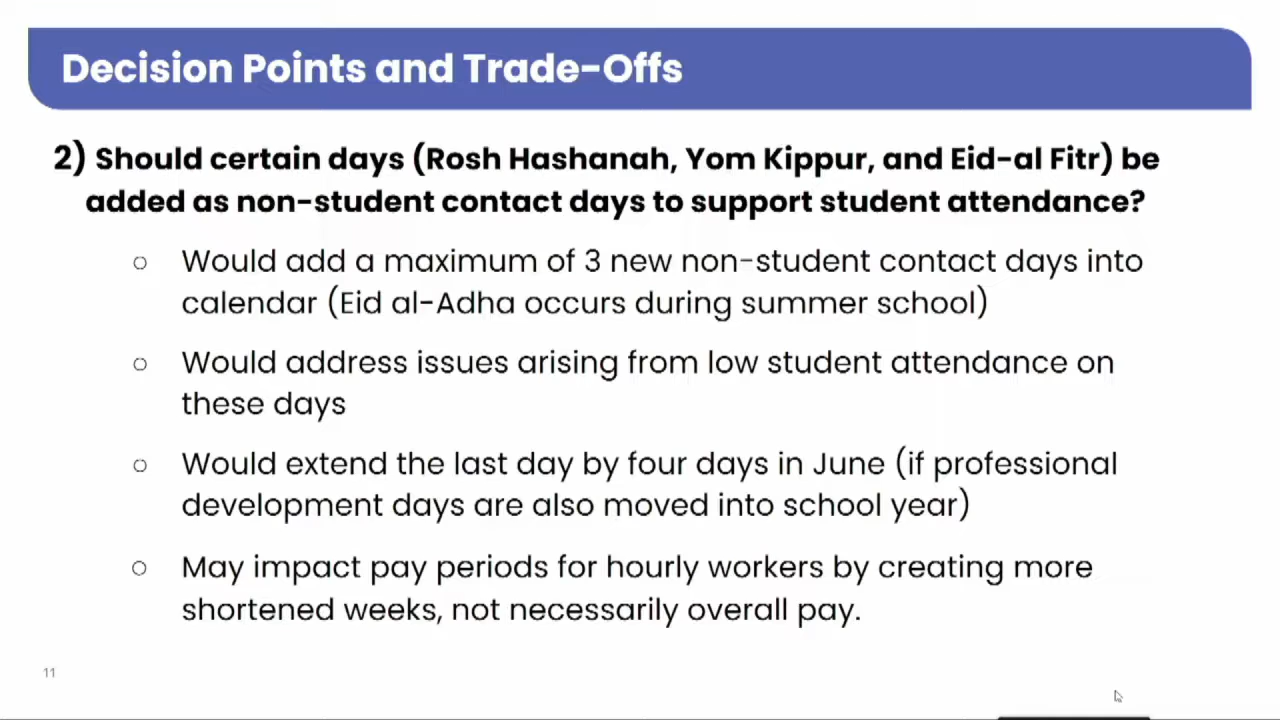 Decision Points and Trade-Offs
2) Should certain days (Rosh Hashanah, Yom Kippur, and Eid-al Fitr) be
added as non-student contact days to support student attendance?
○ Would add a maximum of 3 new non-student contact days into
calendar (Eid al-Adha occurs during summer school)
○ Would address issues arising from low student attendance on
these days
○ Would extend the last day by four days in June (if professional
development days are also moved into school year)
○ May impact pay periods for hourly workers by creating more
shortened weeks, not necessarily overall pay.
11